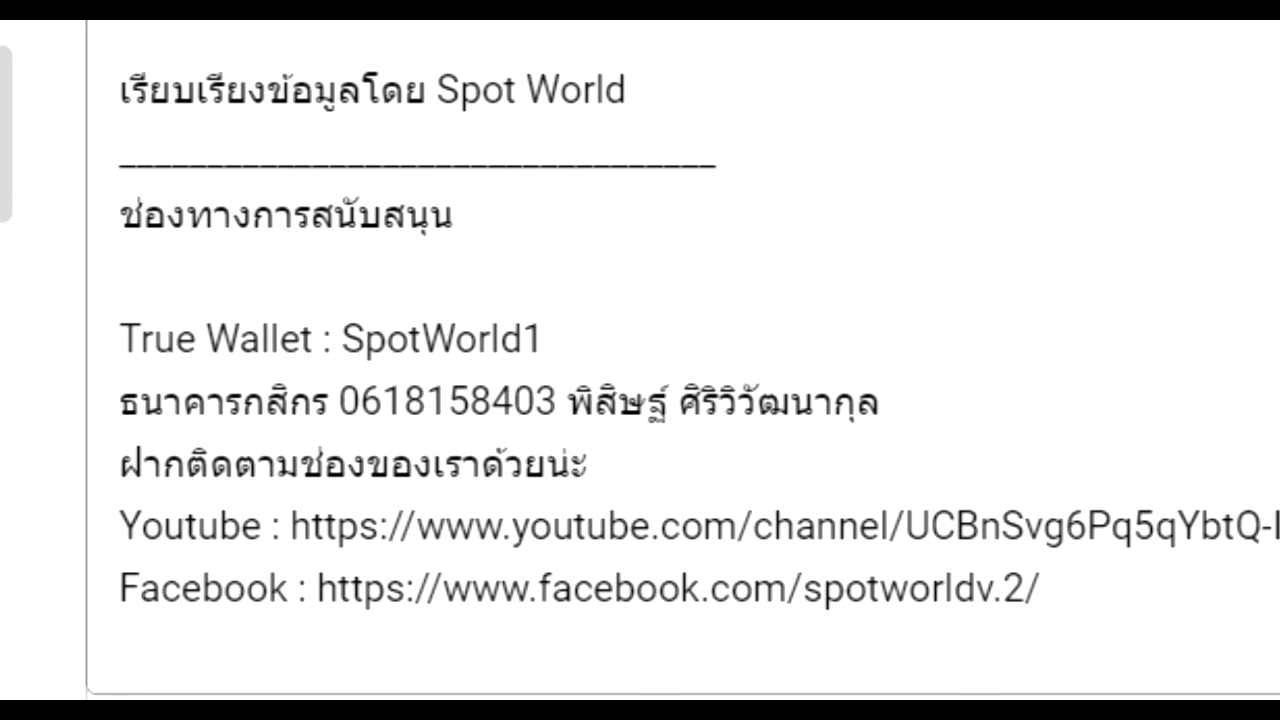 เรียบเรียงข้อมูลโดย Spot World
__________________________________
ช่องทางการสนับสนุน
True Wallet : SpotWorld1
ธนาคารกสิกร 0618158403 พิสิษฐ์ ศิริวิวัฒนากุล
ฝากติดตามช่องของเราด้วยน่ะ
Youtube : https://www.youtube.com/channel/UCBnSvg6Pq5qYbtQ-
Facebook : https://www.facebook.com/spotworldv.2/